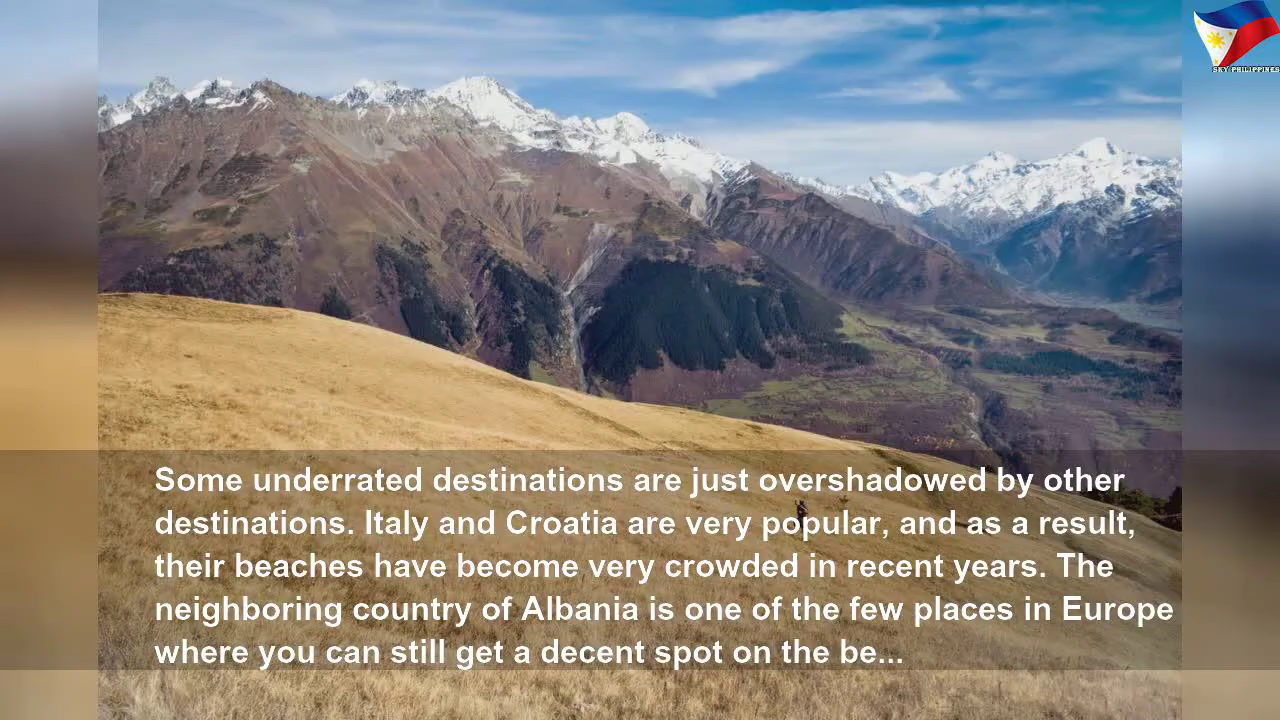 SKY PHILIPPINES
Some underrated destinations are just overshadowed by other
destinations. Italy and Croatia are very popular, and as a result,
their beaches have become very crowded in recent years. The
neighboring country of Albania is one of the few places in Europe
where you can still get a decent spot on the be...